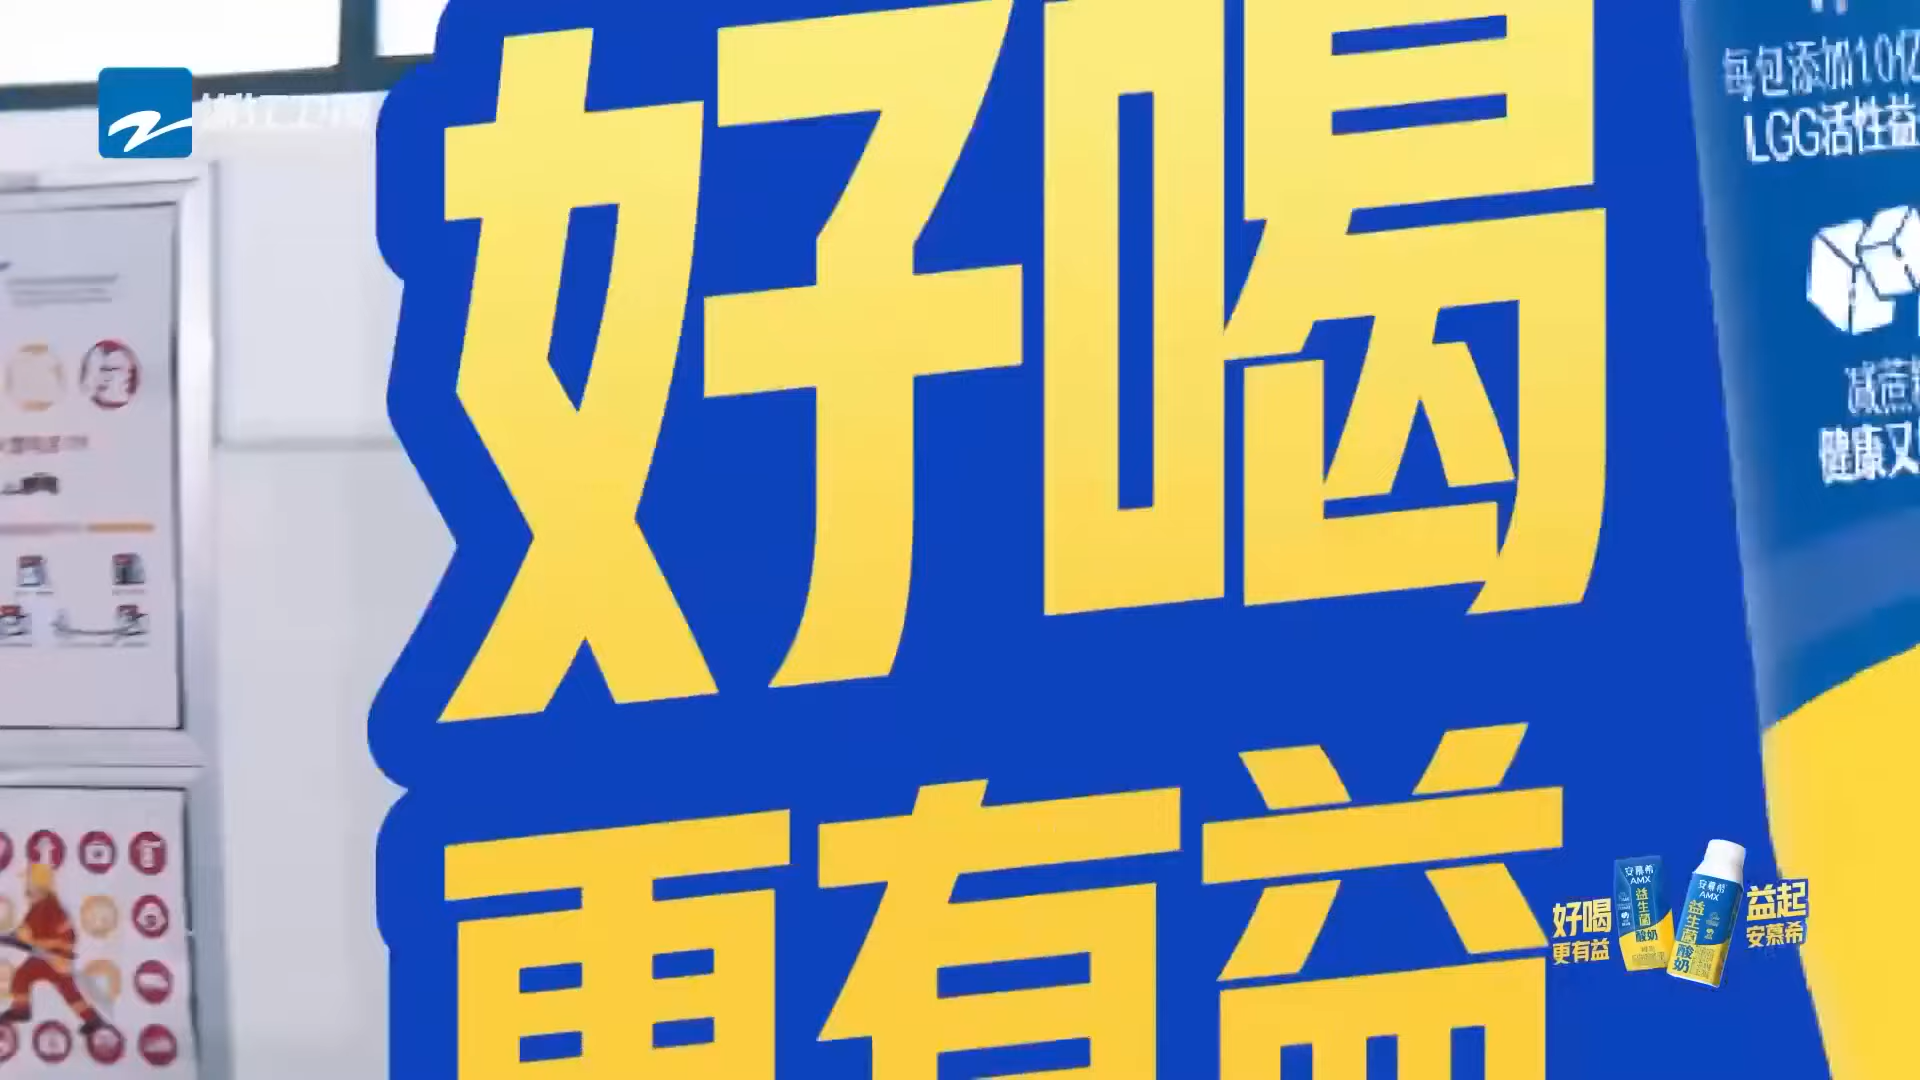 好喝
更有益
每包添加10亿
LGG活性益
减蔗
健康又
好喝
更有益
安慕希
AMX
益生菌
酸奶
安慕希
AMX
益生菌
酸奶
益起
安慕希